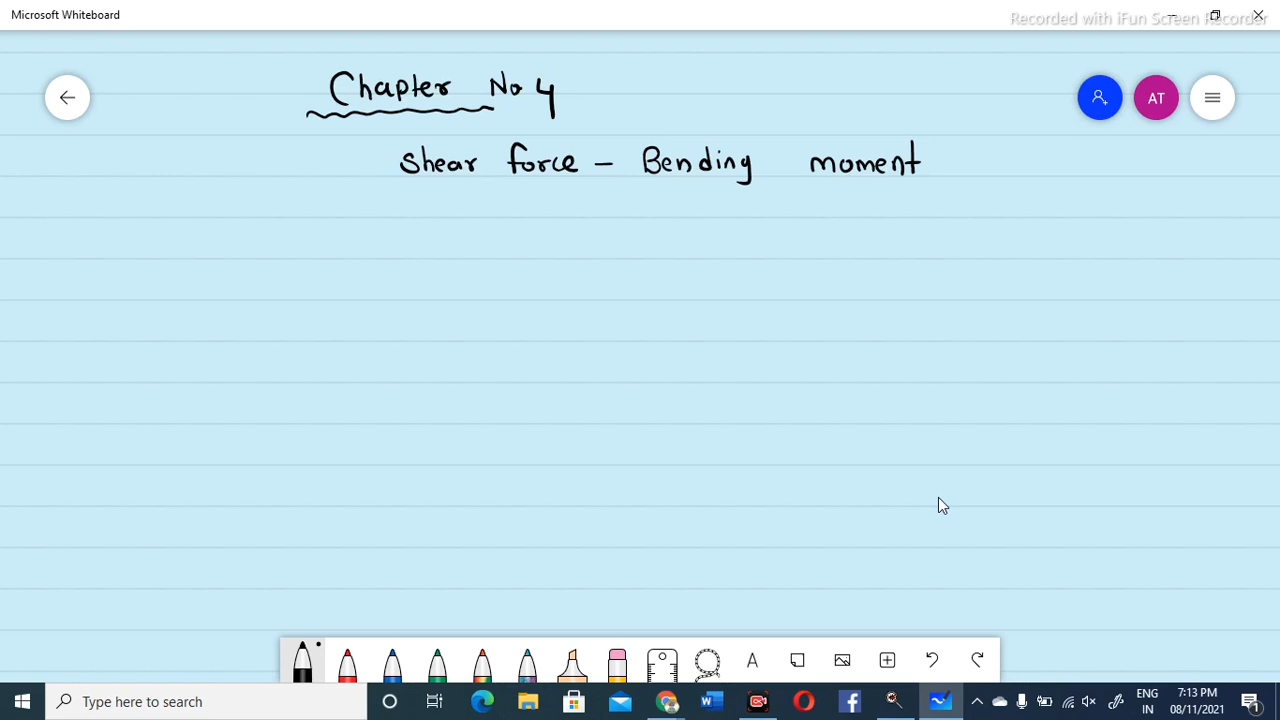 Microsoft Whiteboard
Recorded with iFun Screen Recorder
Chapter No 4
AT
shear force - Bending moment
A
Type here to search
W
ENG
IN
7:13 PM
08/11/2021
1